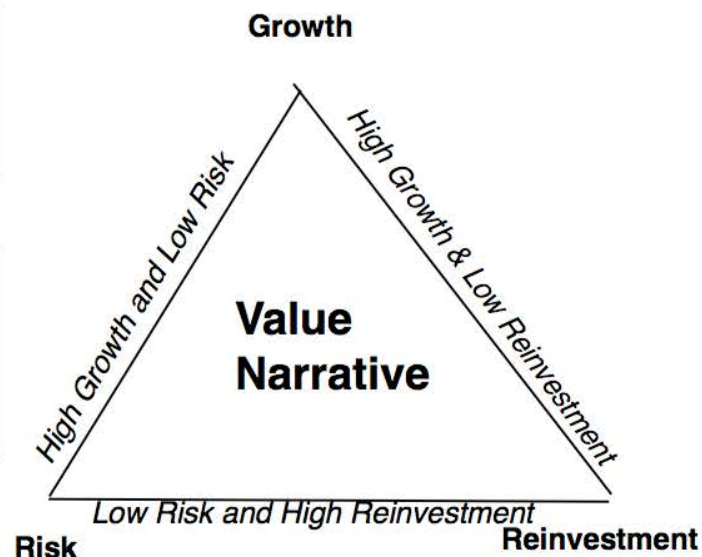 Growth
High Growth and Low Risk
High Growth & Low Reinvestment
Value
Narrative
Low Risk and High Reinvestment
Risk
Reinvestment